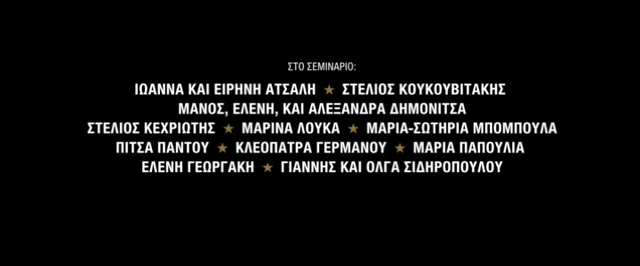 ΣΤΟ ΣΕΜΙΝΑΡΙΟ:
ΙΩΑΝΝΑ ΚΑΙ ΕΙΡΗΝΗ ΑΤΣΑΛΗ ★ ΣΤΕΛΙΟΣ ΚΟΥΚΟΥΒΙΤΑΚΗΣ
ΜΑΝΟΣ, ΕΛΕΝΗ, ΚΑΙ ΑΛΕΞΑΝΔΡΑ ΔΗΜΟΝΙΤΣΑ
ΣΤΕΛΙΟΣ ΚΕΧΡΙΩΤΗΣ ★ ΜΑΡΙΝΑ ΛΟΥΚΑ ★ ΜΑΡΙΑ-ΣΩΤΗΡΙΑ ΜΠΟΜΠΟΥΛΑ
ΠΙΤΣΑ ΠΑΝΤΟΥ ★ ΚΛΕΟΠΑΤΡΑ ΓΕΡΜΑΝΟΥ ★ ΜΑΡΙΑ ΠΑΠΟΥΛΙΑ
ΕΛΕΝΗ ΓΕΩΡΓΑΚΗ ★ ΓΙΑΝΝΗΣ ΚΑΙ ΟΛΓΑ ΣΙΔΗΡΟΠΟΥΛΟΥ